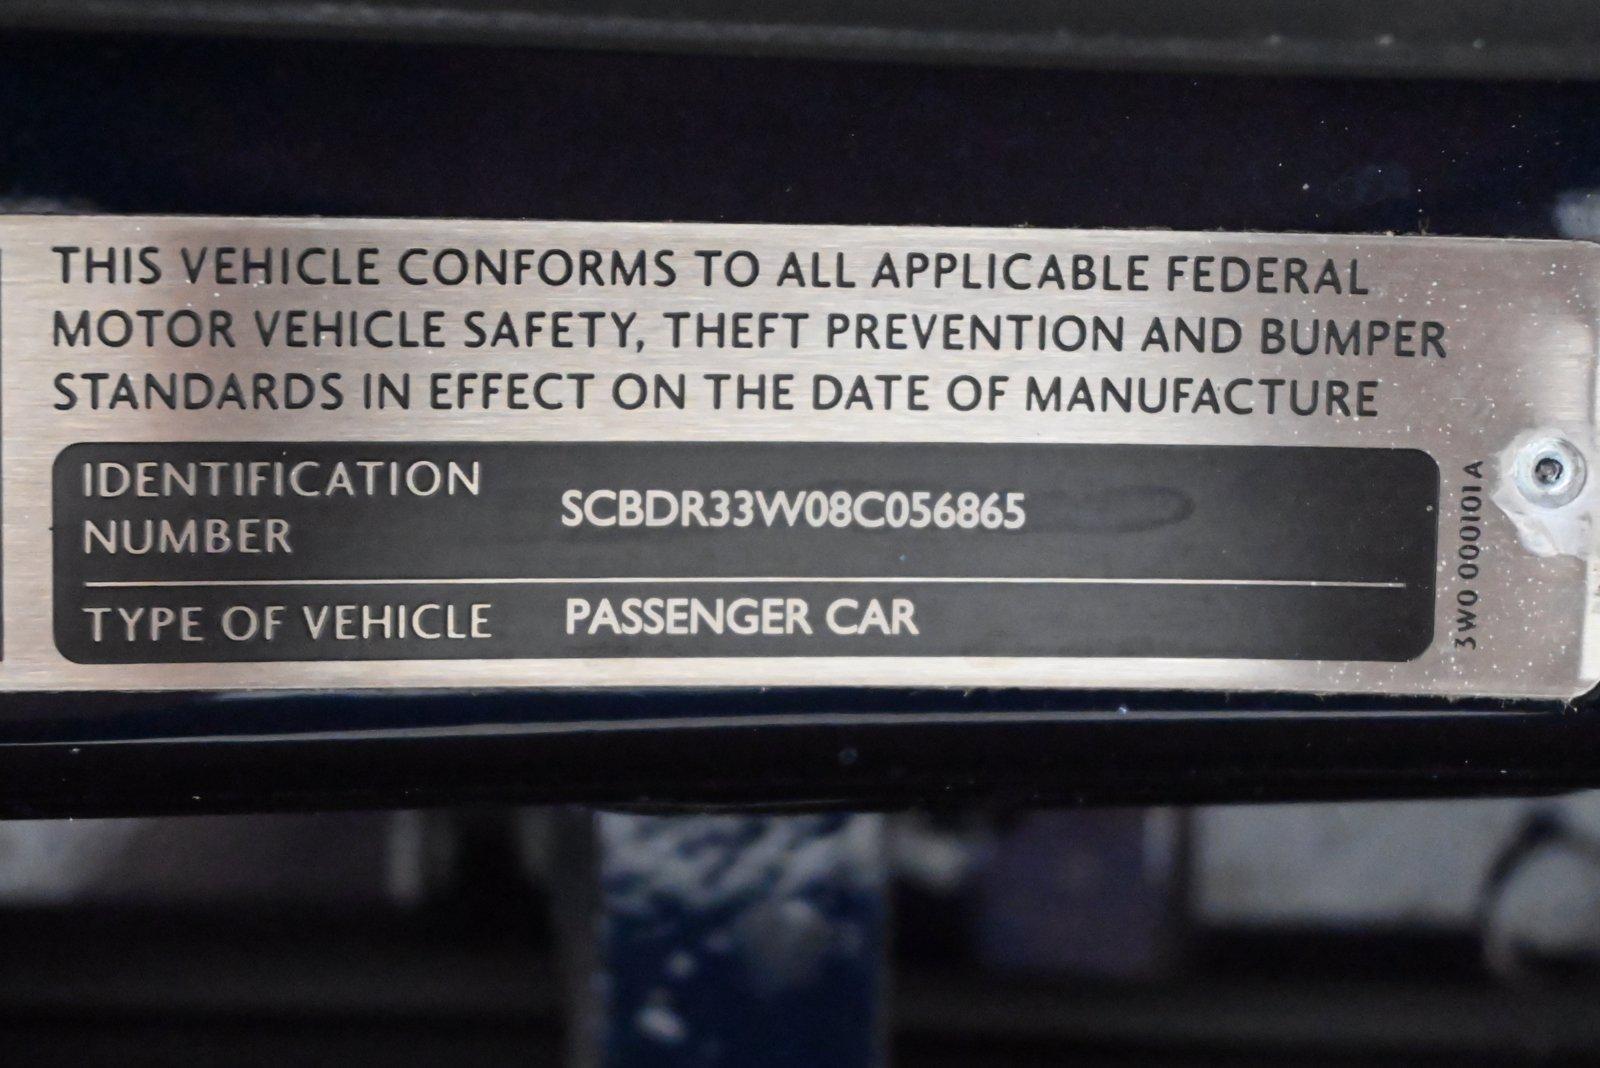 THIS VEHICLE CONFORMS TO ALL APPLICABLE FEDERAL
MOTOR VEHICLE SAFETY, THEFT PREVENTION AND BUMPER
STANDARDS IN EFFECT ON THE DATE OF MANUFACTURE
IDENTIFICATION
NUMBER
SCBDR33W08C056865
TYPE OF VEHICLE
PASSENGER CAR
3W0 000101A